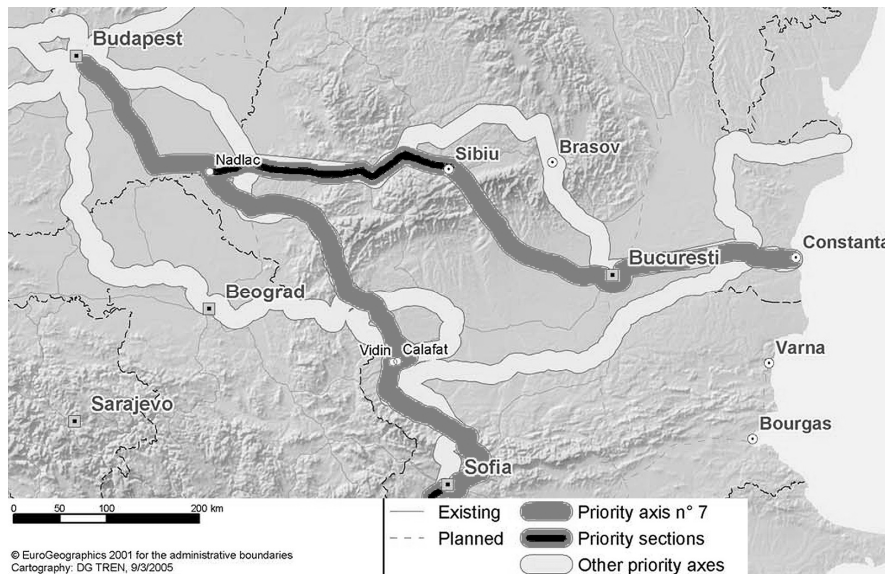 Budapest
Nadlac
Sibiu
Brasov
Bucuresti
Constanta
Beograd
Vidin
Calafat
Varna
Sarajevo
Bourgas
Sofia
0 50 100 200 km
Existing
Planned
Priority axis n° 7
Priority sections
Other priority axes
© EuroGeographics 2001 for the administrative boundaries
Cartography: DG TREN, 9/3/2005